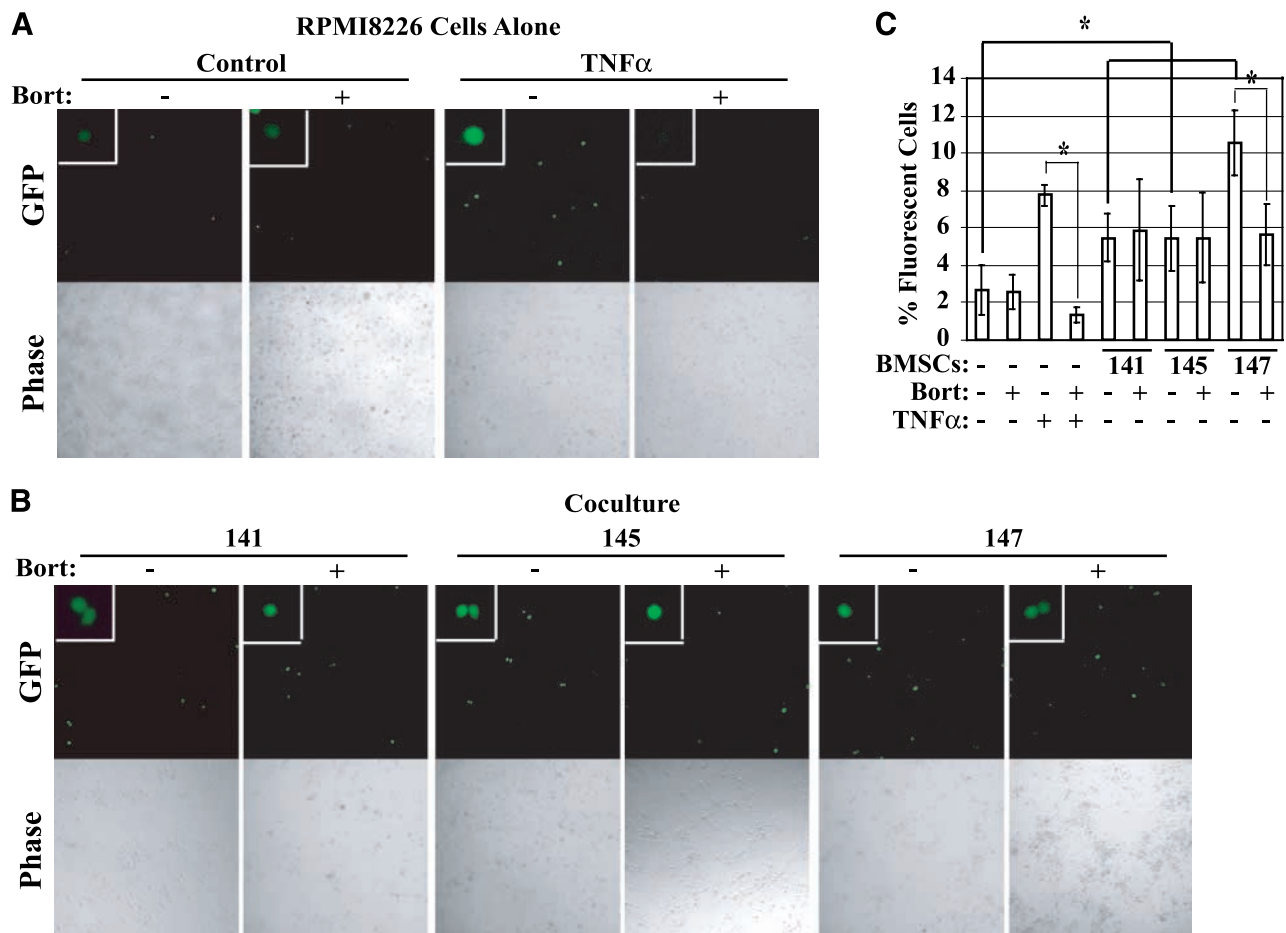 A
RPMI8226 Cells Alone
Control
TNFα
Bort: - + - +
GFP
Phase
B
Coculture
141 145 147
Bort: - + - + - +
GFP
Phase
C
*
*
*
% Fluorescent Cells
14
12
10
8
6
4
2
0
BMSCs: - - - - 141 145 147
Bort: - + - + - + - + - +
TNFα: - - + + - - - - - -